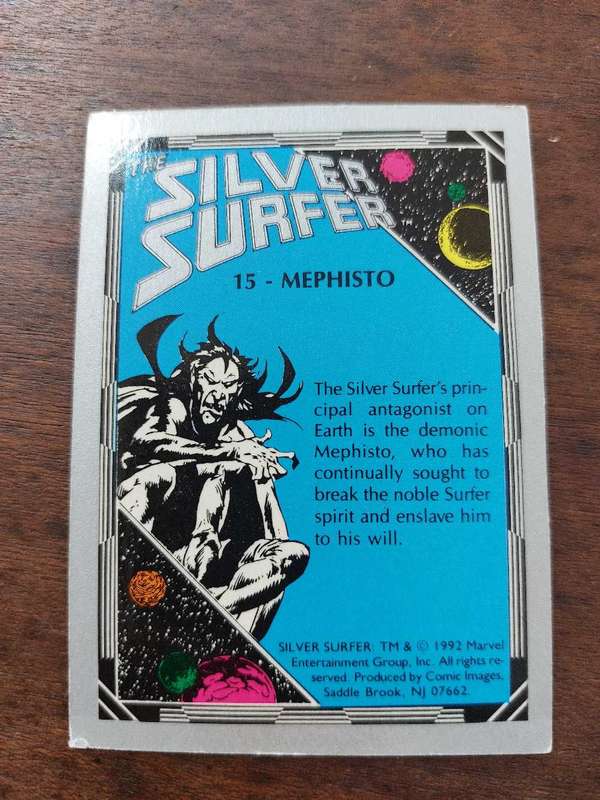 THE
SILVER
SURFER
15 - MEPHISTO
The Silver Surfer's prin-
cipal antagonist on
Earth is the demonic
Mephisto, who has
continually sought to
break the noble Surfer
spirit and enslave him
to his will.
SILVER SURFER: TM & © 1992 Marvel
Entertainment Group, Inc. All rights re-
served. Produced by Comic Images,
Saddle Brook, NJ 07662.